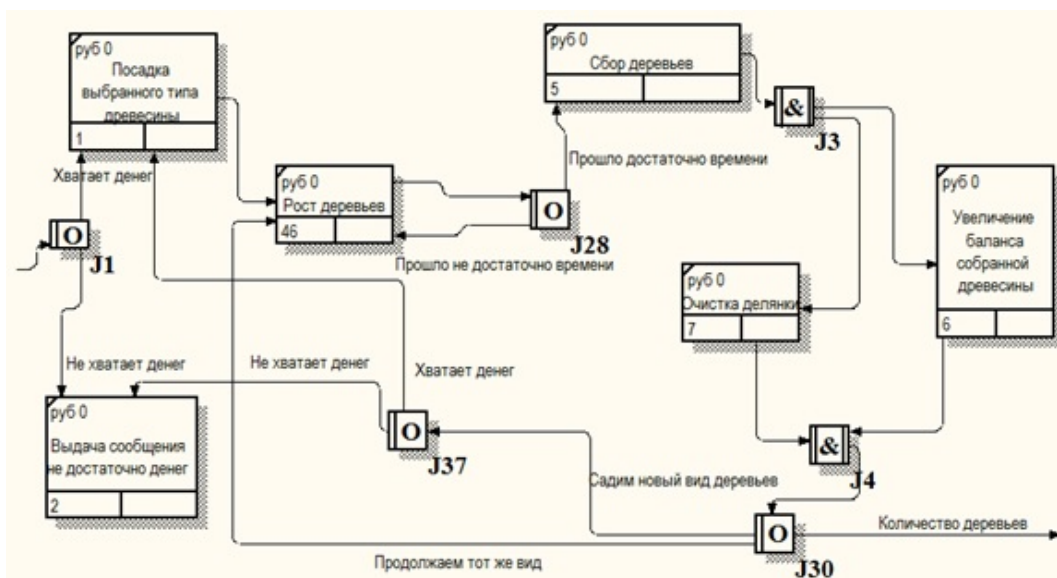 руб 0
Посадка
выбранного типа
древесины
1
руб 0
Сбор деревьев
5
&
J3
Хватает денег
Прошло достаточно времени
руб 0
Рост деревьев
46
O
J28
руб 0
Увеличение
баланса
собранной
древесины
6
O
J1
Прошло не достаточно времени
руб 0
Очистка делянки
7
Не хватает денег
Не хватает денег
Хватает денег
руб 0
Выдача сообщения
не достаточно денег
2
O
J37
&
J4
Садим новый вид деревьев
O
J30
Количество деревьев
Продолжаем тот же вид